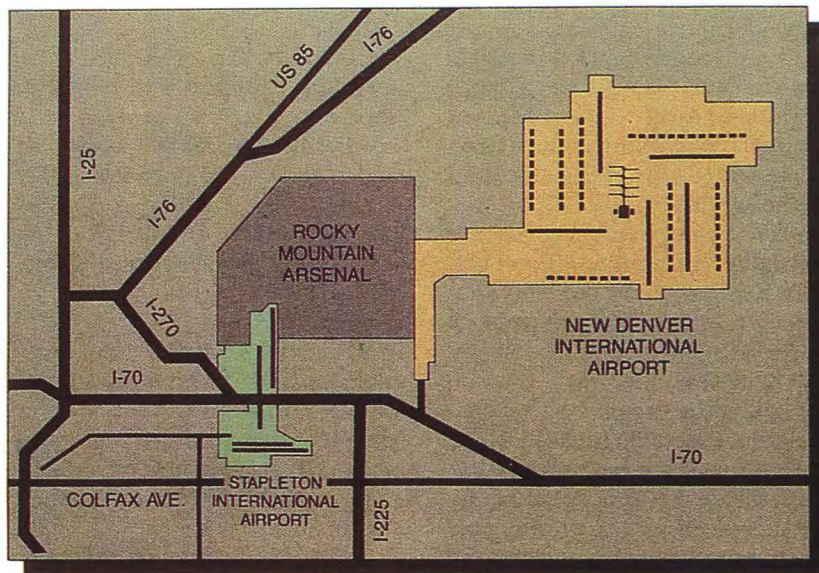 US 85
I-76
I-25
I-76
ROCKY
MOUNTAIN
ARSENAL
I-270
NEW DENVER
INTERNATIONAL
AIRPORT
I-70
I-70
COLFAX AVE.
STAPLETON
INTERNATIONAL
AIRPORT
I-225